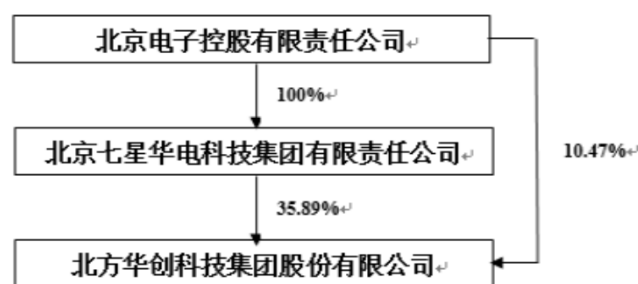 北京电子控股有限责任公司
100%
北京七星华电科技集团有限责任公司
10.47%
35.89%
北方华创科技集团股份有限公司